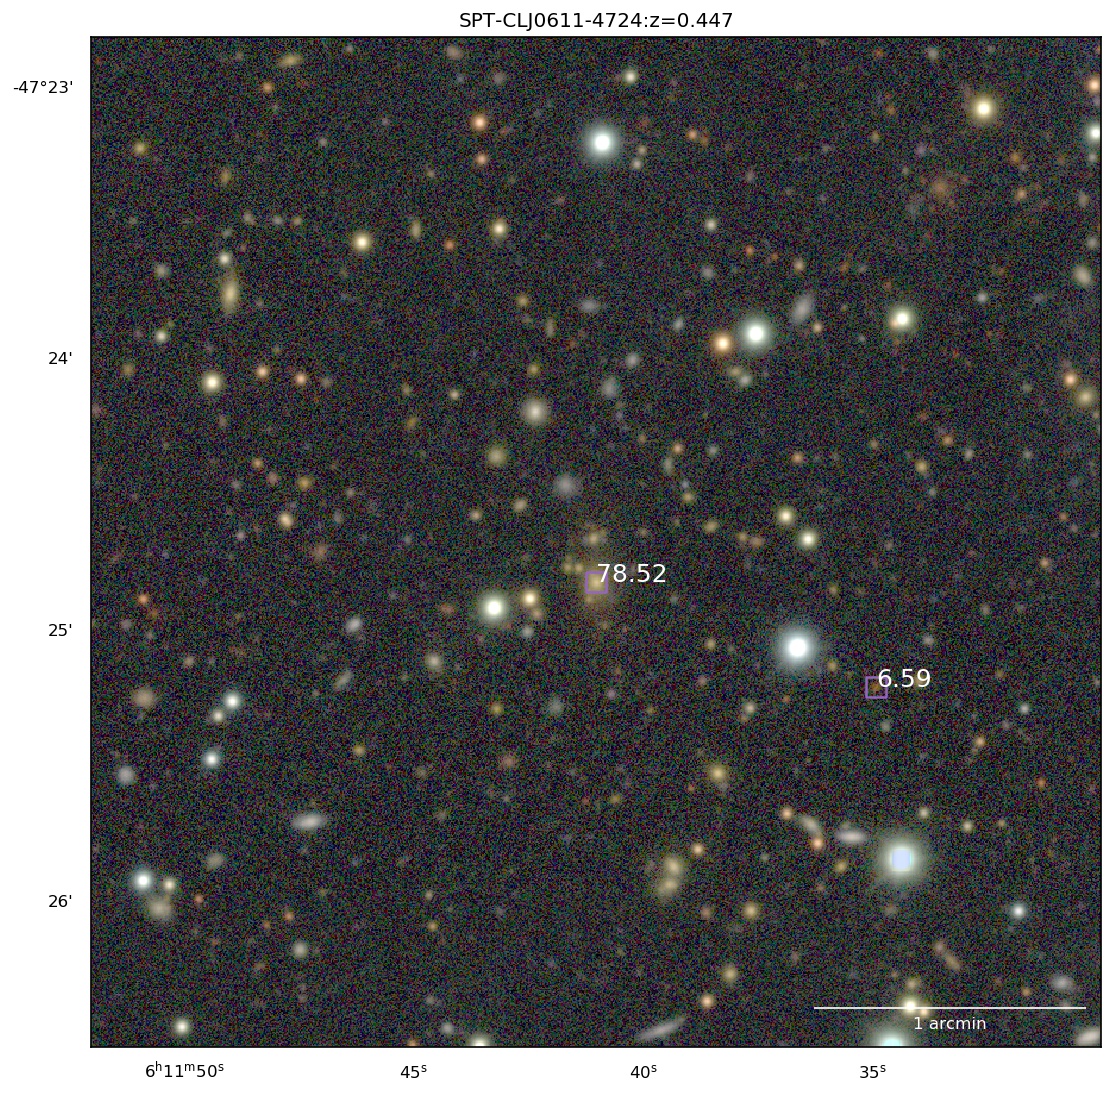 SPT-CLJ0611-4724:z=0.447
-47°23'
24'
78.52
25'
6.59
26'
1 arcmin
6ʰ11ᵐ50ˢ 45ˢ 40ˢ 35ˢ